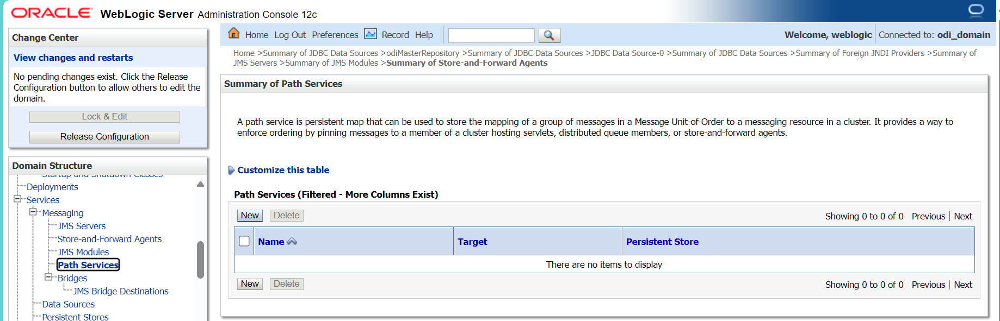 ORACLE WebLogic Server Administration Console 12c
Change Center
View changes and restarts
No pending changes exist. Click the Release
Configuration button to allow others to edit the
domain.
Lock & Edit
Release Configuration
Domain Structure
Startup and Shutdown Classes
Deployments
Services
Messaging
JMS Servers
Store-and-Forward Agents
JMS Modules
Path Services
Bridges
JMS Bridge Destinations
Data Sources
Persistent Stores
Home Log Out Preferences Record Help
Welcome, weblogic Connected to: odi_domain
Home >Summary of JDBC Data Sources >odiMasterRepository >Summary of JDBC Data Sources >JDBC Data Source-0 >Summary of JDBC Data Sources >Summary of Foreign JNDI Providers >Summary of
JMS Servers >Summary of JMS Modules >Summary of Store-and-Forward Agents
Summary of Path Services
A path service is persistent map that can be used to store the mapping of a group of messages in a Message Unit-of-Order to a messaging resource in a cluster. It provides a way to
enforce ordering by pinning messages to a member of a cluster hosting servlets, distributed queue members, or store-and-forward agents.
Customize this table
Path Services (Filtered - More Columns Exist)
New Delete Showing 0 to 0 of 0 Previous | Next
Name Target Persistent Store
There are no items to display
New Delete Showing 0 to 0 of 0 Previous | Next